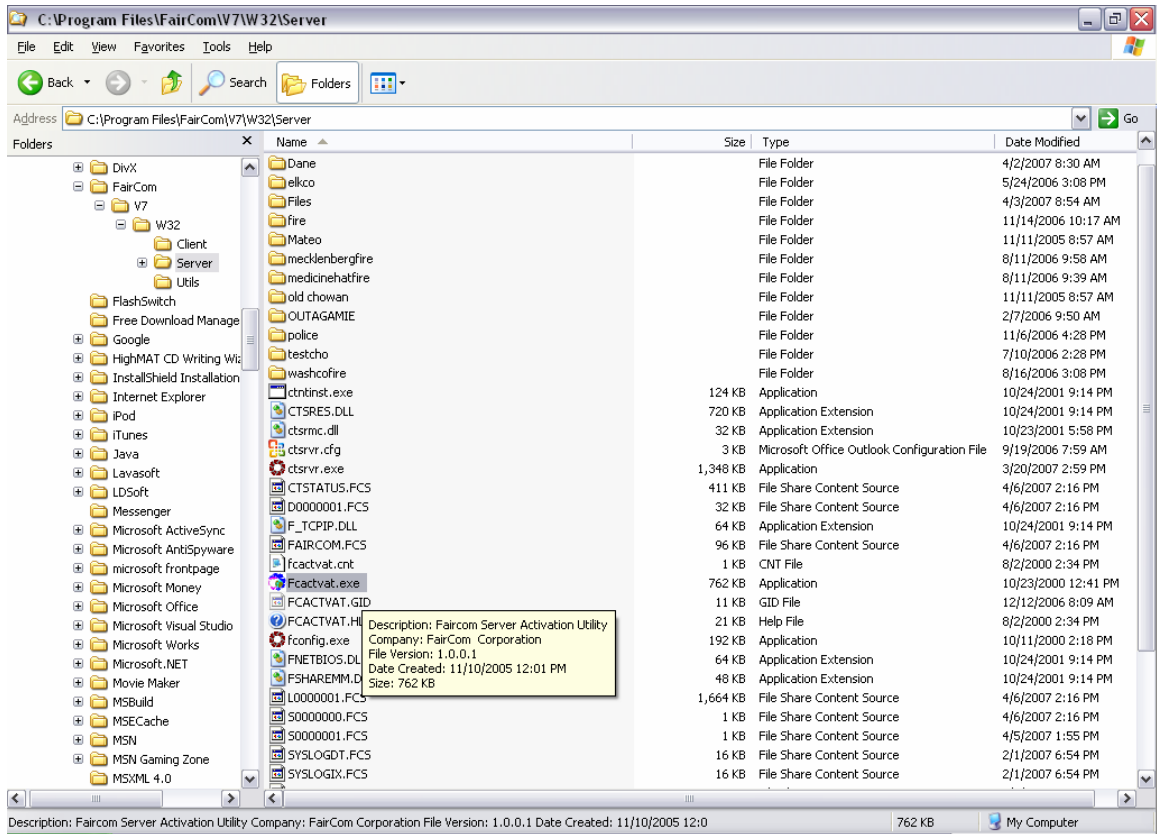 C:\Program Files\FairCom\V7\W32\Server
File Edit View Favorites Tools Help
Back Search Folders
Address C:\Program Files\FairCom\V7\W32\Server Go
Folders
DivX
FairCom
V7
W32
Client
Server
Utils
FlashSwitch
Free Download Manage
Google
HighMAT CD Writing Wiz
InstallShield Installation
Internet Explorer
iPod
iTunes
Java
Lavasoft
LDSoft
Messenger
Microsoft ActiveSync
Microsoft AntiSpyware
microsoft frontpage
Microsoft Money
Microsoft Office
Microsoft Visual Studio
Microsoft Works
Microsoft.NET
Movie Maker
MSBuild
MSECache
MSN
MSN Gaming Zone
MSXML 4.0
Name Size Type Date Modified
Dane File Folder 4/2/2007 8:30 AM
elkco File Folder 5/24/2006 3:08 PM
Files File Folder 4/3/2007 8:54 AM
fire File Folder 11/14/2006 10:17 AM
Mateo File Folder 11/11/2005 8:57 AM
mecklenbergfire File Folder 8/11/2006 9:58 AM
medicinehatfire File Folder 8/11/2006 9:39 AM
old chowan File Folder 11/11/2005 8:57 AM
OUTAGAMIE File Folder 2/7/2006 9:50 AM
police File Folder 11/6/2006 4:28 PM
testcho File Folder 7/10/2006 2:28 PM
washcofire File Folder 8/16/2006 3:08 PM
ctntinst.exe 124 KB Application 10/24/2001 9:14 PM
CTSRES.DLL 720 KB Application Extension 10/24/2001 9:14 PM
ctsrmc.dll 32 KB Application Extension 10/23/2001 5:58 PM
ctsrvr.cfg 3 KB Microsoft Office Outlook Configuration File 9/19/2006 7:59 AM
ctsrvr.exe 1,348 KB Application 3/20/2007 2:59 PM
CTSTATUS.FCS 411 KB File Share Content Source 4/6/2007 2:16 PM
D0000001.FCS 32 KB File Share Content Source 4/6/2007 2:16 PM
F_TCPIP.DLL 64 KB Application Extension 10/24/2001 9:14 PM
FAIRCOM.FCS 96 KB File Share Content Source 4/6/2007 2:16 PM
fcactvat.cnt 1 KB CNT File 8/2/2000 2:34 PM
Fcactvat.exe 762 KB Application 10/23/2000 12:41 PM
FCACTVAT.GID 11 KB GID File 12/12/2006 8:09 AM
FCACTVAT.HL 21 KB Help File 8/2/2000 2:34 PM
fconfig.exe 192 KB Application 10/11/2000 2:18 PM
FNETBIOS.DL 64 KB Application Extension 10/24/2001 9:14 PM
FSHAREMM.D 48 KB Application Extension 10/24/2001 9:14 PM
L0000001.FCS 1,664 KB File Share Content Source 4/6/2007 2:16 PM
S0000000.FCS 1 KB File Share Content Source 4/6/2007 2:16 PM
S0000001.FCS 1 KB File Share Content Source 4/5/2007 1:55 PM
SYSLOGDT.FCS 16 KB File Share Content Source 2/1/2007 6:54 PM
SYSLOGIX.FCS 16 KB File Share Content Source 2/1/2007 6:54 PM
Description: Faircom Server Activation Utility
Company: FairCom Corporation
File Version: 1.0.0.1
Date Created: 11/10/2005 12:01 PM
Size: 762 KB
Description: Faircom Server Activation Utility Company: FairCom Corporation File Version: 1.0.0.1 Date Created: 11/10/2005 12:0 762 KB My Computer